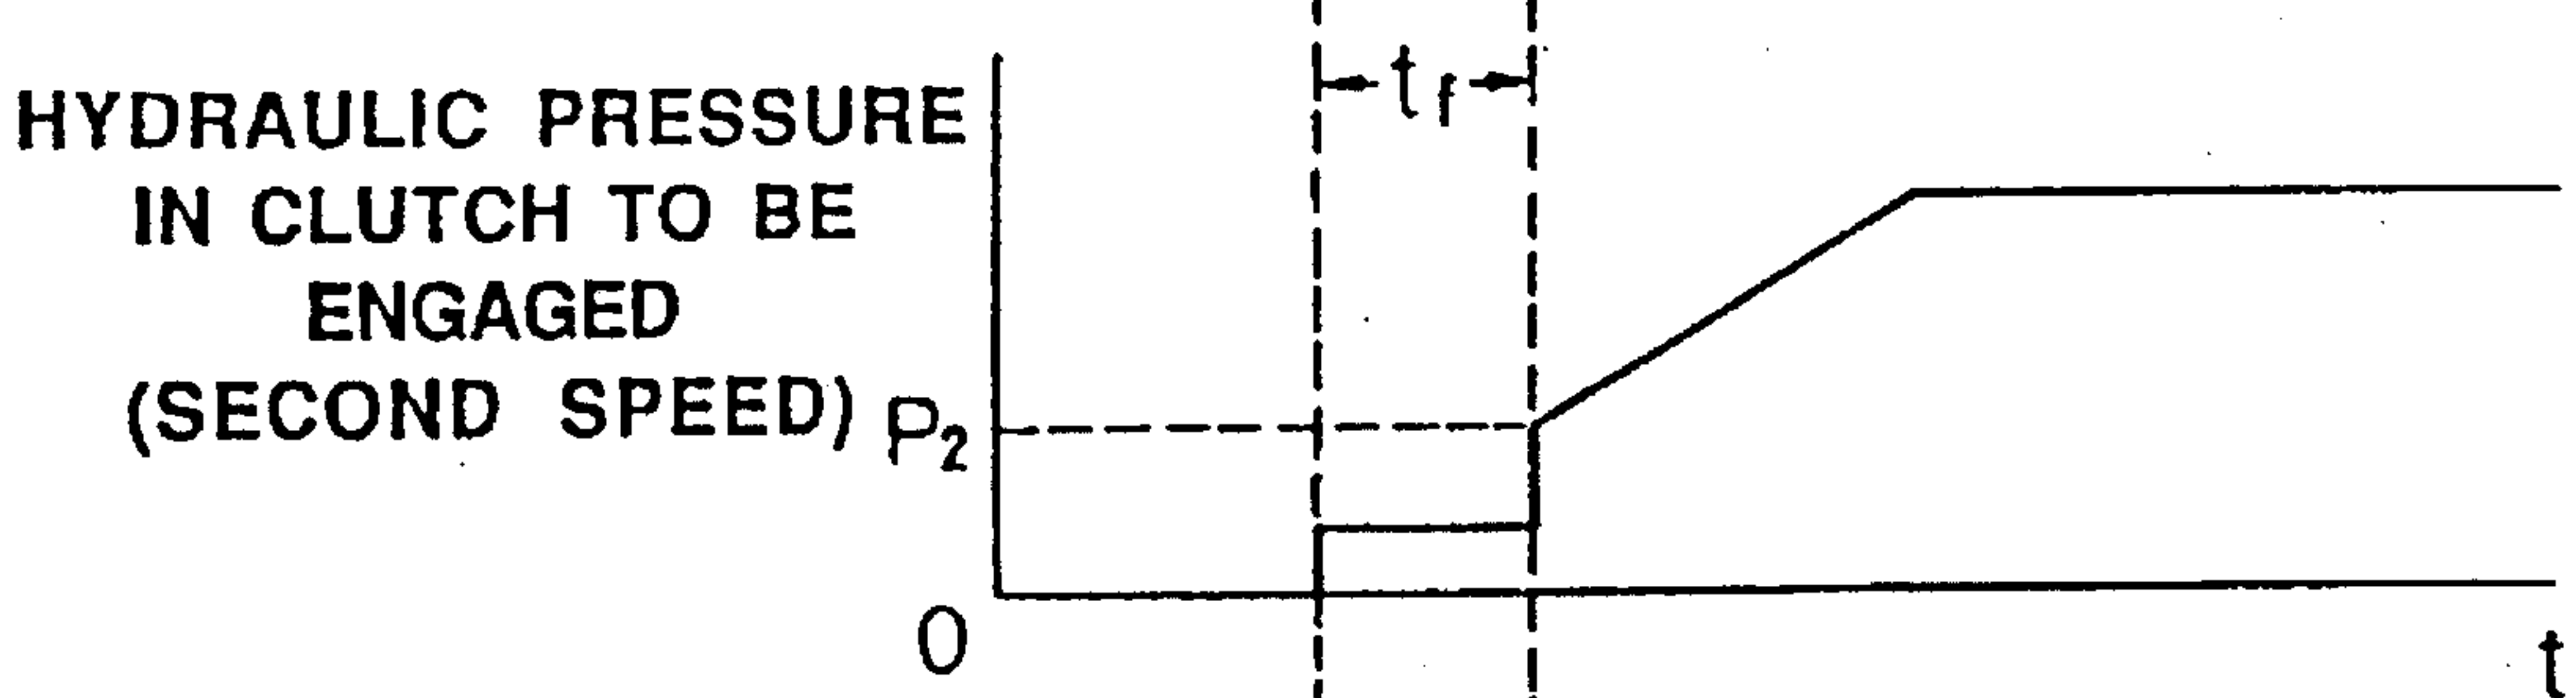 HYDRAULIC PRESSURE
IN CLUTCH TO BE
ENGAGED
(SECOND SPEED)
tf
P2
0
t